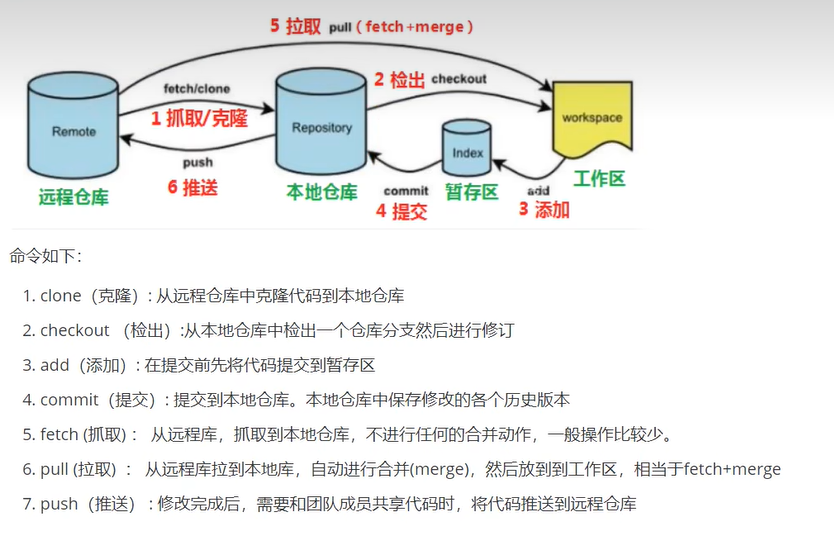 5 拉取 pull ( fetch+merge )
fetch/clone
2 检出 checkout
1 抓取/克隆
workspace
Remote
Repository
Index
push
工作区
6 推送
commit
暂存区
add
远程仓库
本地仓库
4 提交
3 添加
命令如下：
1. clone（克隆）: 从远程仓库中克隆代码到本地仓库
2. checkout （检出）:从本地仓库中检出一个仓库分支然后进行修订
3. add（添加）: 在提交前先将代码提交到暂存区
4. commit（提交）: 提交到本地仓库。本地仓库中保存修改的各个历史版本
5. fetch (抓取) ： 从远程库，抓取到本地仓库，不进行任何的合并动作，一般操作比较少。
6. pull (拉取) ： 从远程库拉到本地库，自动进行合并(merge)，然后放到到工作区，相当于fetch+merge
7. push（推送） : 修改完成后，需要和团队成员共享代码时，将代码推送到远程仓库